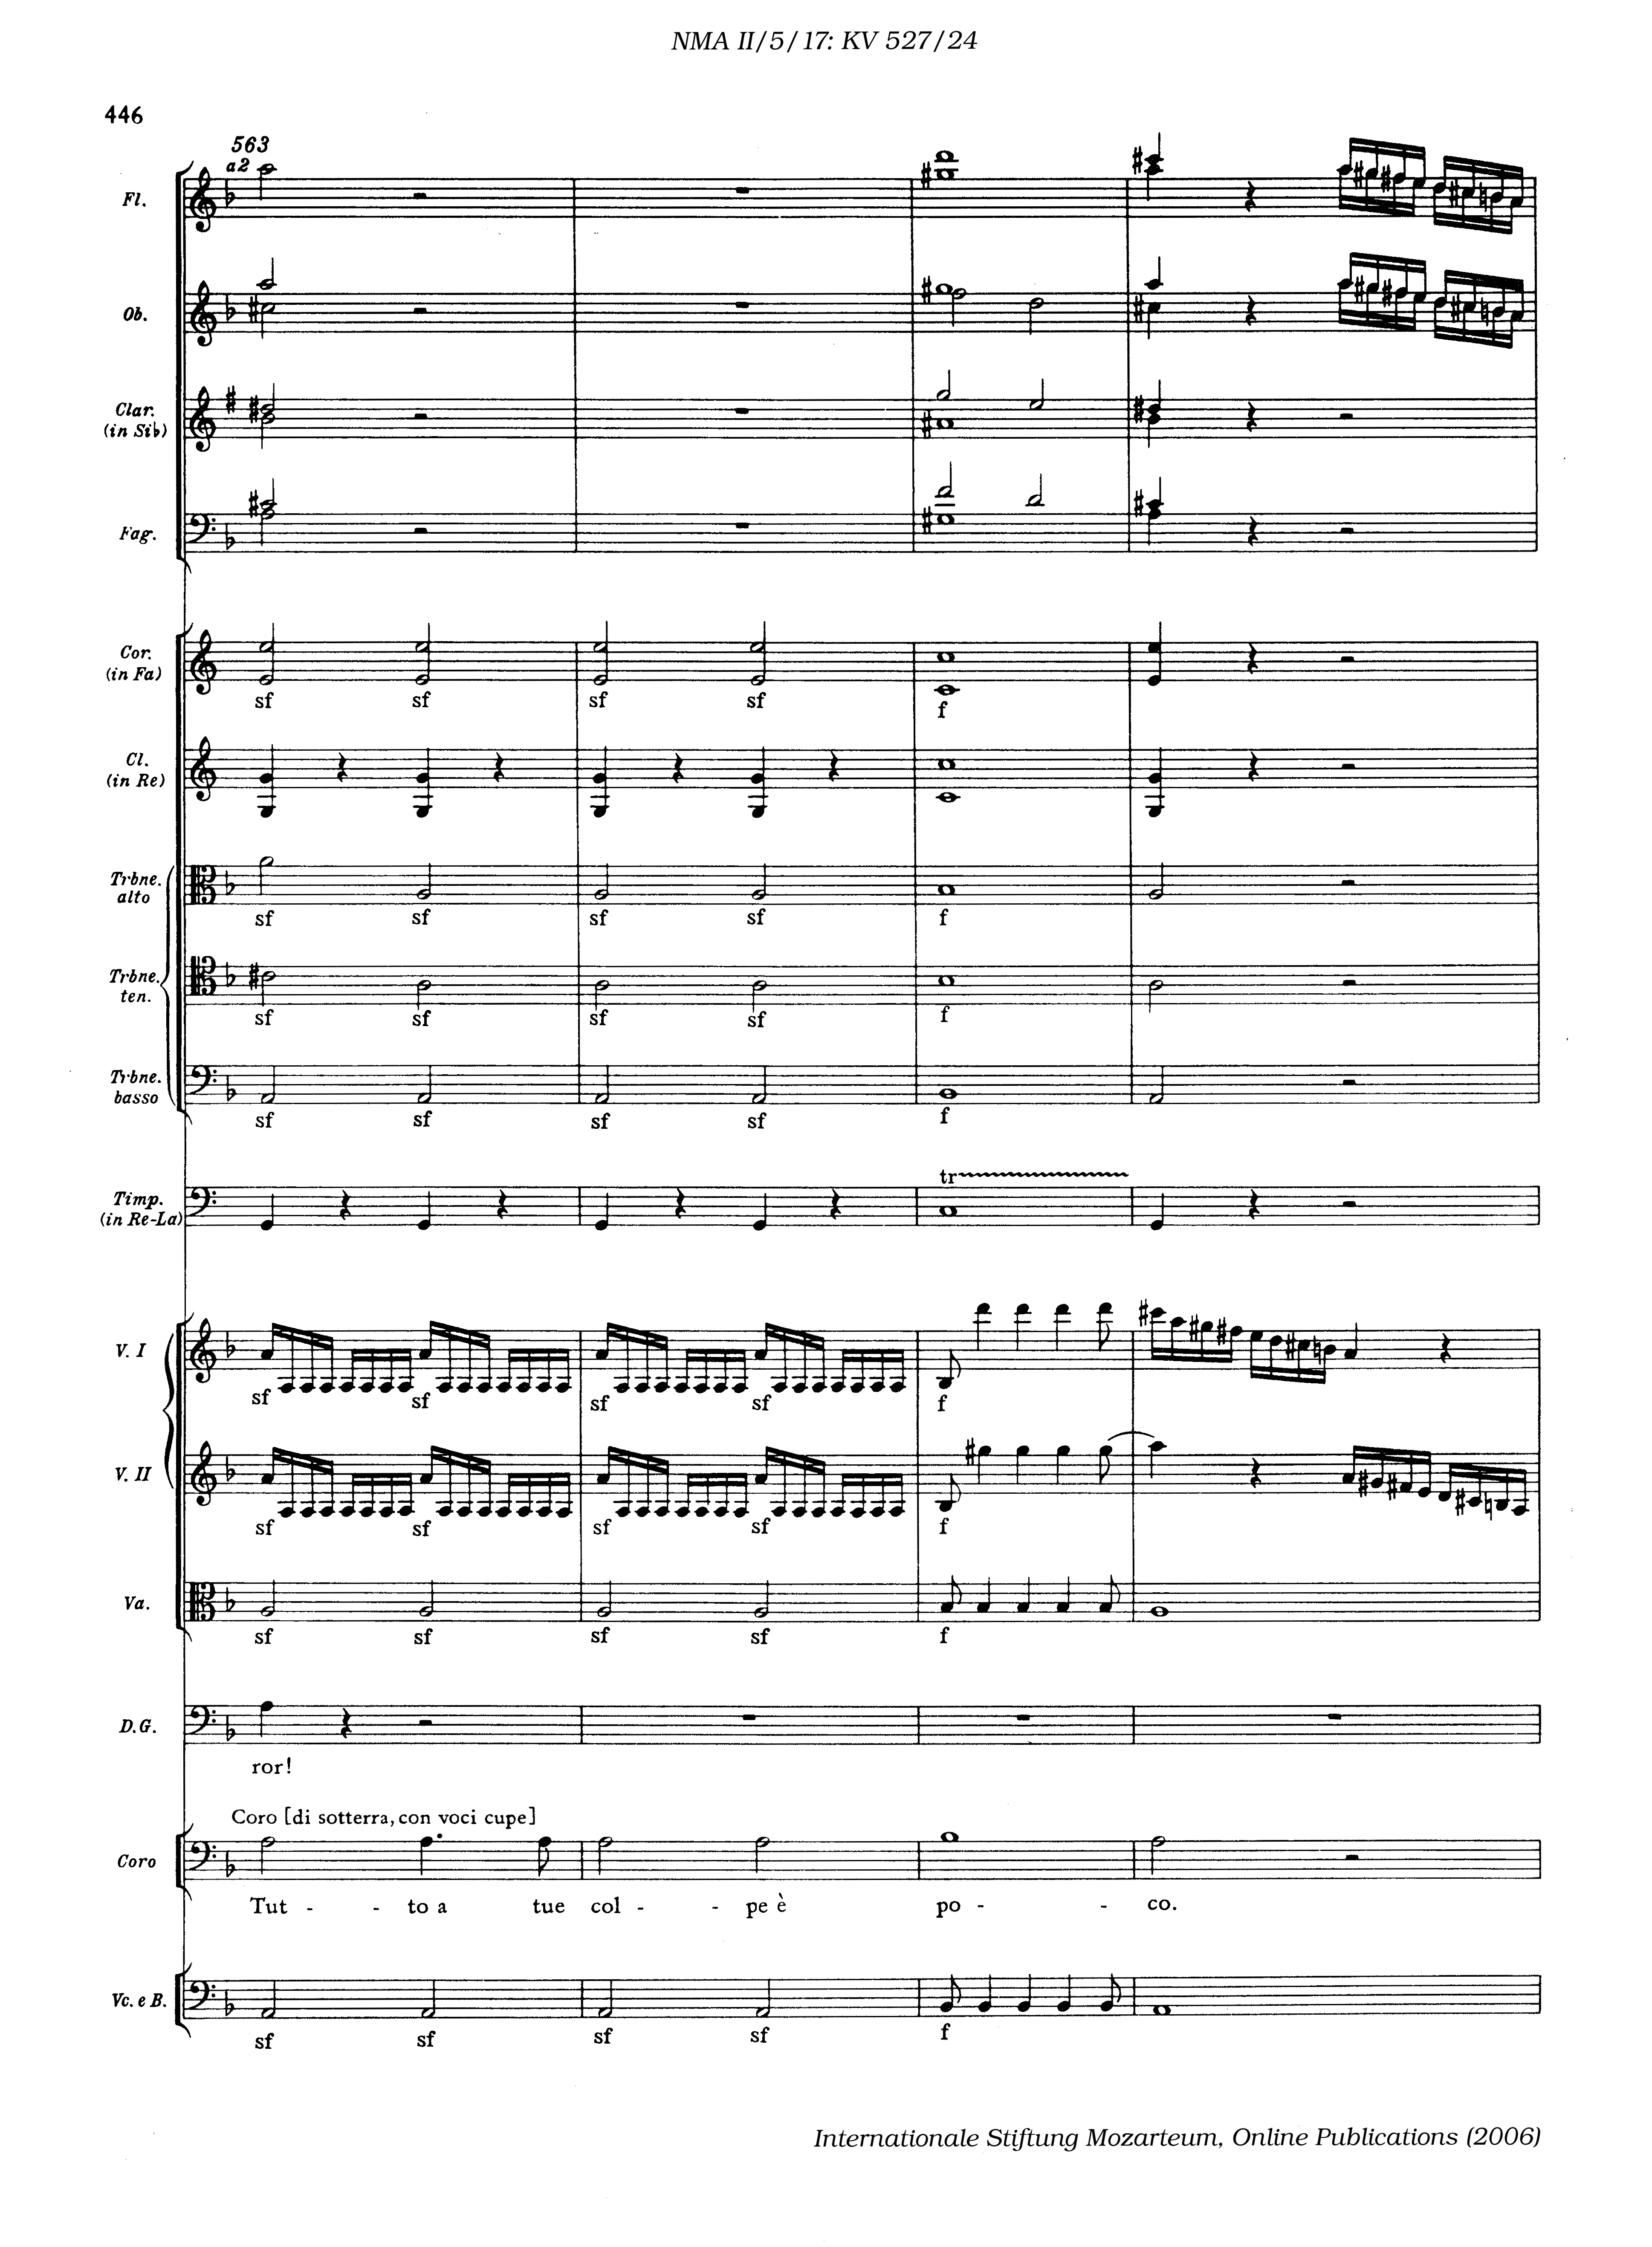 NMA II/5/17: KV 527/24
446
563
a2
Fl.
Ob.
Clar.
(in Si♭)
Fag.
Cor.
(in Fa)
sf sf sf sf f
Cl.
(in Re)
Trbne.
alto
sf sf sf sf f
Trbne.
ten.
sf sf sf sf f
Trbne.
basso
sf sf sf sf f
tr
Timp.
(in Re-La)
V. I
sf sf sf sf f
V. II
sf sf sf sf f
Va.
sf sf sf sf f
D.G.
ror!
Coro [di sotterra, con voci cupe]
Coro
Tut - - to a tue col - - pe è po - - co.
Vc. e B.
sf sf sf sf f
Internationale Stiftung Mozarteum, Online Publications (2006)